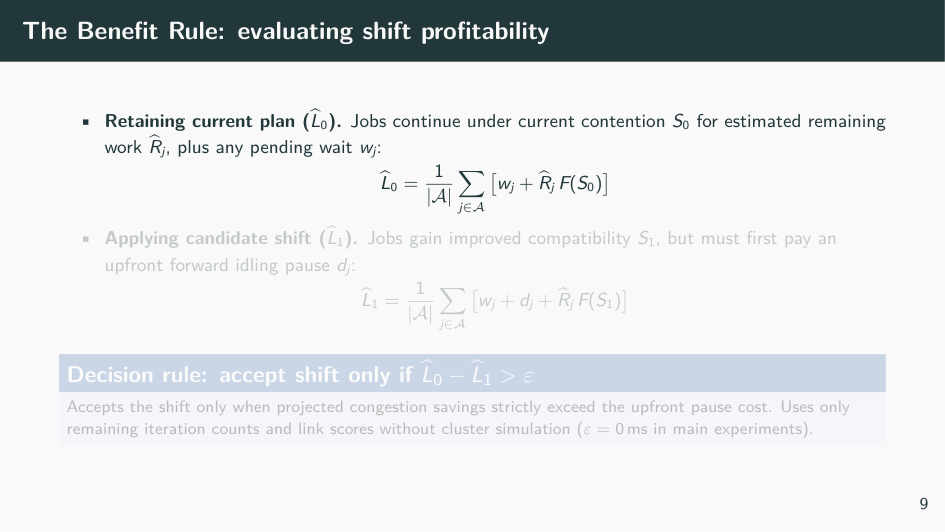 The Benefit Rule: evaluating shift profitability
▪ Retaining current plan (L̂₀). Jobs continue under current contention S₀ for estimated remaining
work R̂ⱼ, plus any pending wait wⱼ:
L̂₀ = 1/|𝒜| ∑_{j∈𝒜} [wⱼ + R̂ⱼ F(S₀)]
▪ Applying candidate shift (L̂₁). Jobs gain improved compatibility S₁, but must first pay an
upfront forward idling pause dⱼ:
L̂₁ = 1/|𝒜| ∑_{j∈𝒜} [wⱼ + dⱼ + R̂ⱼ F(S₁)]
Decision rule: accept shift only if L̂₀ − L̂₁ > ε
Accepts the shift only when projected congestion savings strictly exceed the upfront pause cost. Uses only
remaining iteration counts and link scores without cluster simulation (ε = 0 ms in main experiments).
9